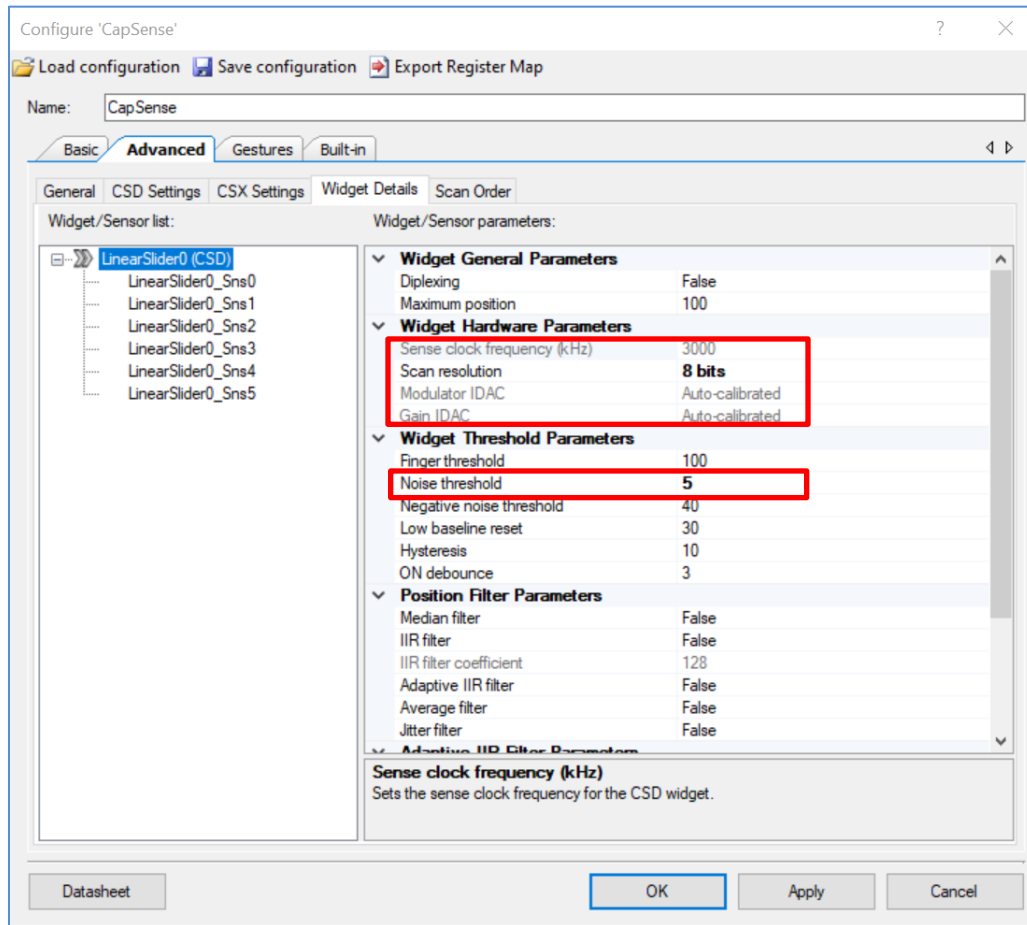 Configure 'CapSense' ? ×
Load configuration Save configuration Export Register Map
Name: CapSense
Basic Advanced Gestures Built-in
General CSD Settings CSX Settings Widget Details Scan Order
Widget/Sensor list: Widget/Sensor parameters:
LinearSlider0 (CSD)
LinearSlider0_Sns0
LinearSlider0_Sns1
LinearSlider0_Sns2
LinearSlider0_Sns3
LinearSlider0_Sns4
LinearSlider0_Sns5
Widget General Parameters
Diplexing False
Maximum position 100
Widget Hardware Parameters
Sense clock frequency (kHz) 3000
Scan resolution 8 bits
Modulator IDAC Auto-calibrated
Gain IDAC Auto-calibrated
Widget Threshold Parameters
Finger threshold 100
Noise threshold 5
Negative noise threshold 40
Low baseline reset 30
Hysteresis 10
ON debounce 3
Position Filter Parameters
Median filter False
IIR filter False
IIR filter coefficient 128
Adaptive IIR filter False
Average filter False
Jitter filter False
Adaptive IIR Filter Parameters
Sense clock frequency (kHz)
Sets the sense clock frequency for the CSD widget.
Datasheet OK Apply Cancel